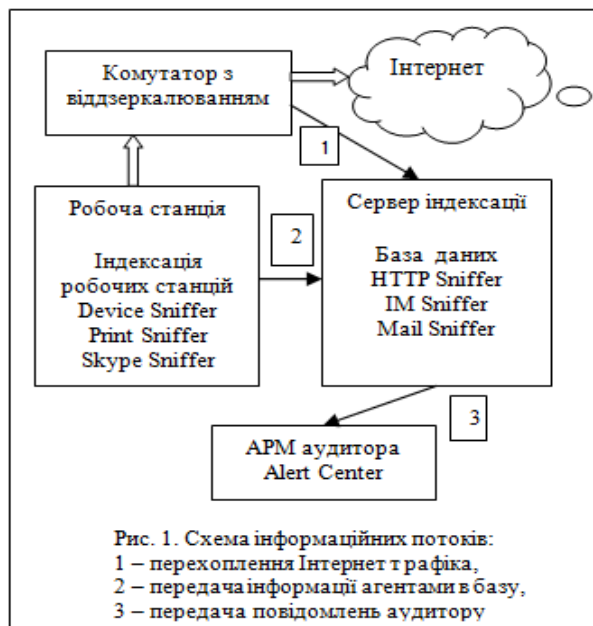 Комутатор з
віддзеркалюванням
Інтернет
1
Робоча станція
Індексація
робочих станцій
Device Sniffer
Print Sniffer
Skype Sniffer
2
Сервер індексації
База даних
HTTP Sniffer
IM Sniffer
Mail Sniffer
3
АРМ аудитора
Alert Center
Рис. 1. Схема інформаційних потоків:
1 – перехоплення Інтернет трафіка,
2 – передача інформації агентами в базу,
3 – передача повідомлень аудитору